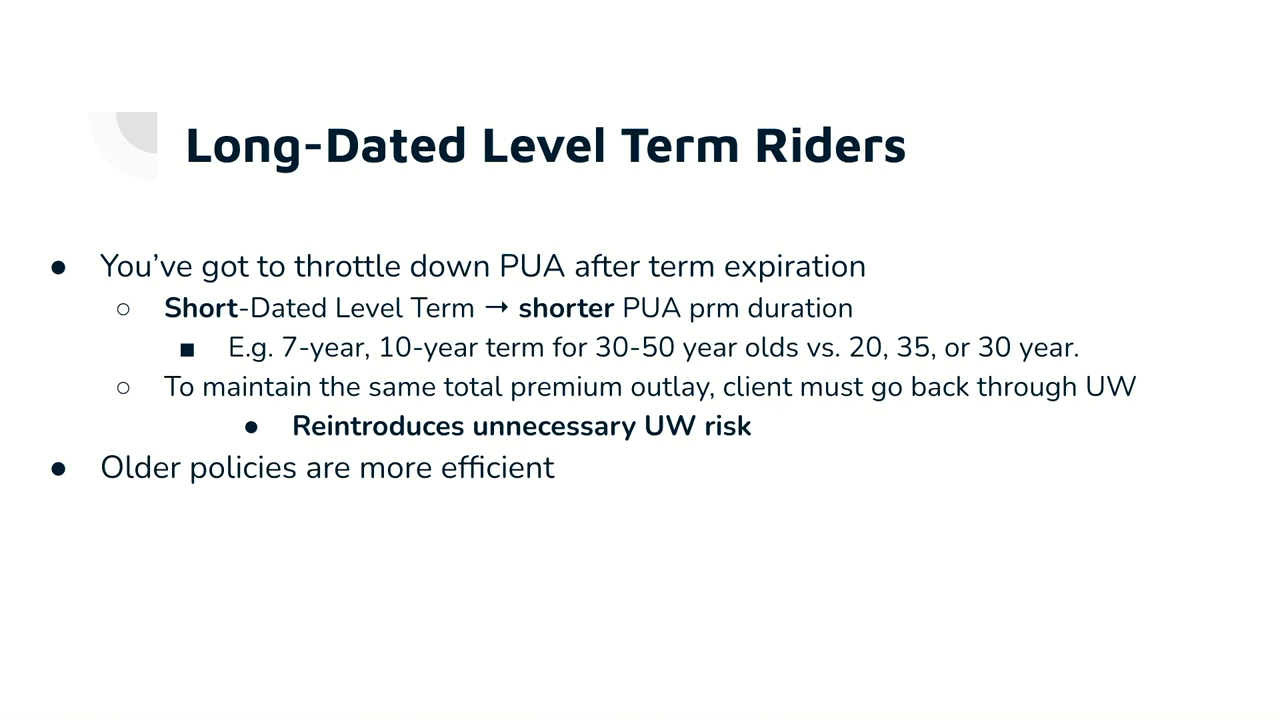 Long-Dated Level Term Riders
● You’ve got to throttle down PUA after term expiration
○ Short-Dated Level Term → shorter PUA prm duration
■ E.g. 7-year, 10-year term for 30-50 year olds vs. 20, 35, or 30 year.
○ To maintain the same total premium outlay, client must go back through UW
● Reintroduces unnecessary UW risk
● Older policies are more efficient